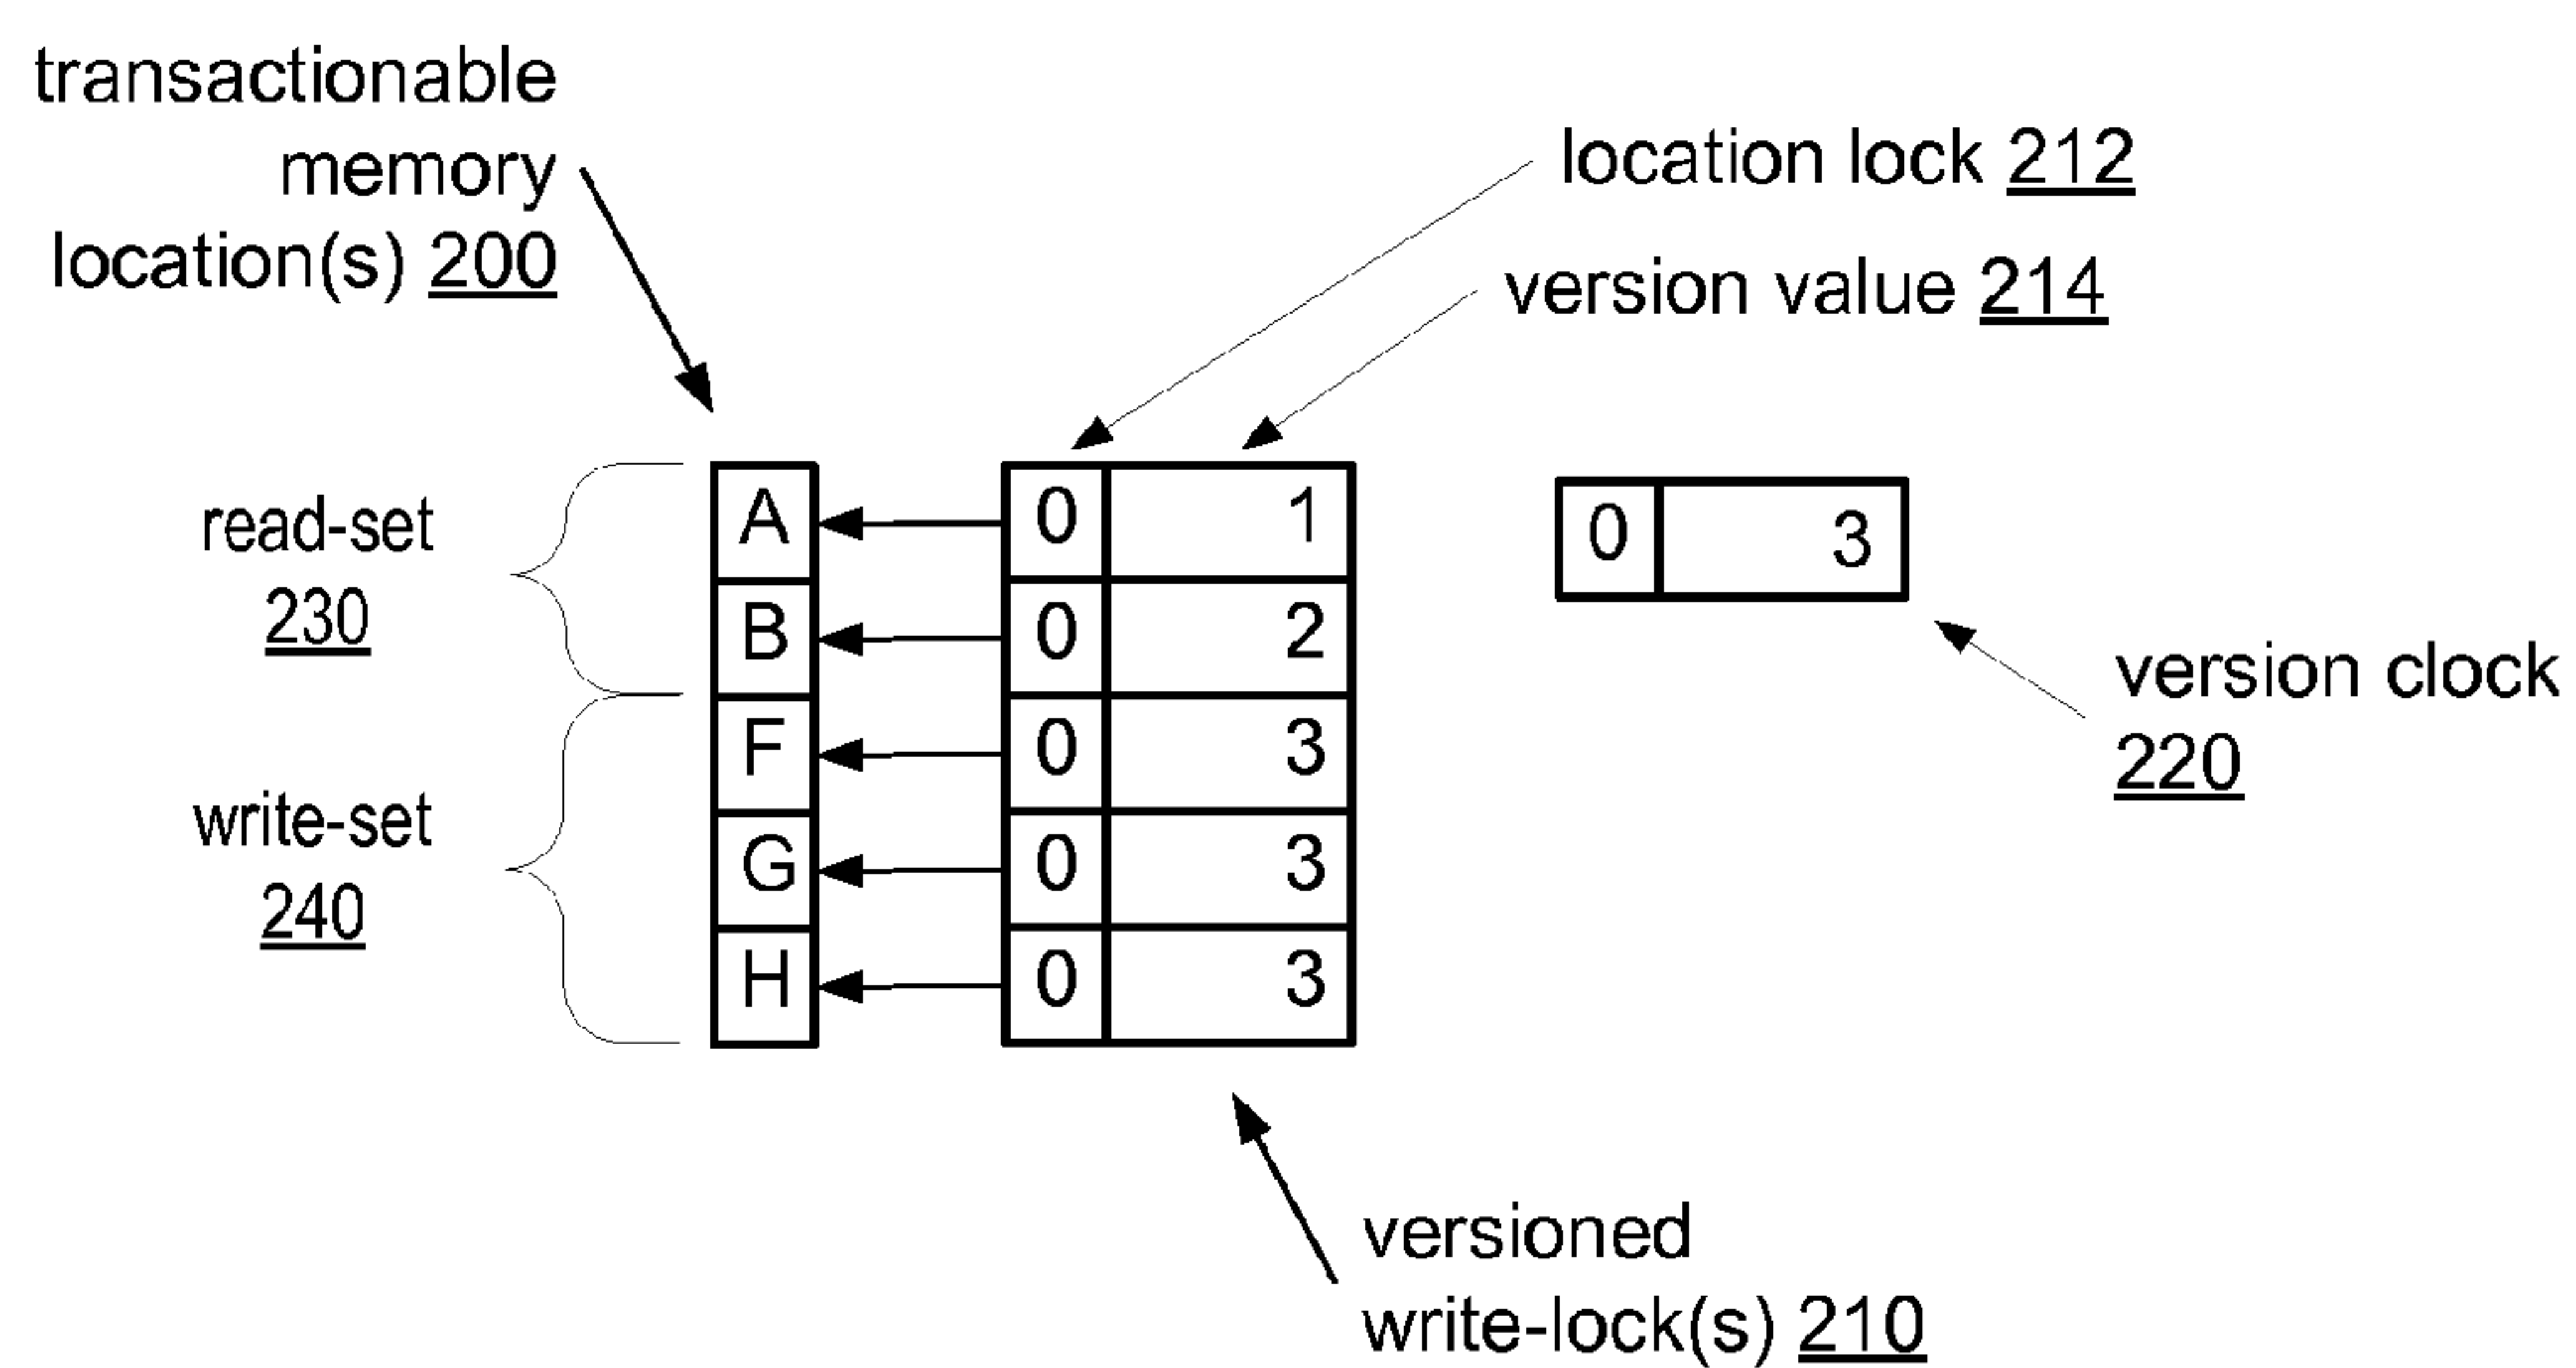 transactionable
memory
location(s) 200
location lock 212
version value 214
read-set
230
write-set
240
A 0 1
B 0 2
F 0 3
G 0 3
H 0 3
0 3
version clock
220
versioned
write-lock(s) 210